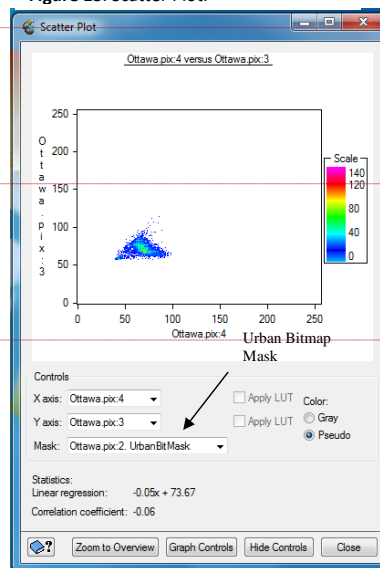 Scatter Plot
Ottawa.pix:4 versus Ottawa.pix:3
250
200
150
100
50
0
Ottawa.pix:3
0 50 100 150 200 250
Ottawa.pix:4
Scale
140
120
80
40
0
Urban Bitmap
Mask
Controls
X axis: Ottawa.pix:4 Apply LUT Color:
Gray
Y axis: Ottawa.pix:3 Apply LUT
Pseudo
Mask: Ottawa.pix:2. UrbanBitMask
Statistics:
Linear regression: -0.05x + 73.67
Correlation coefficient: -0.06
? Zoom to Overview Graph Controls Hide Controls Close